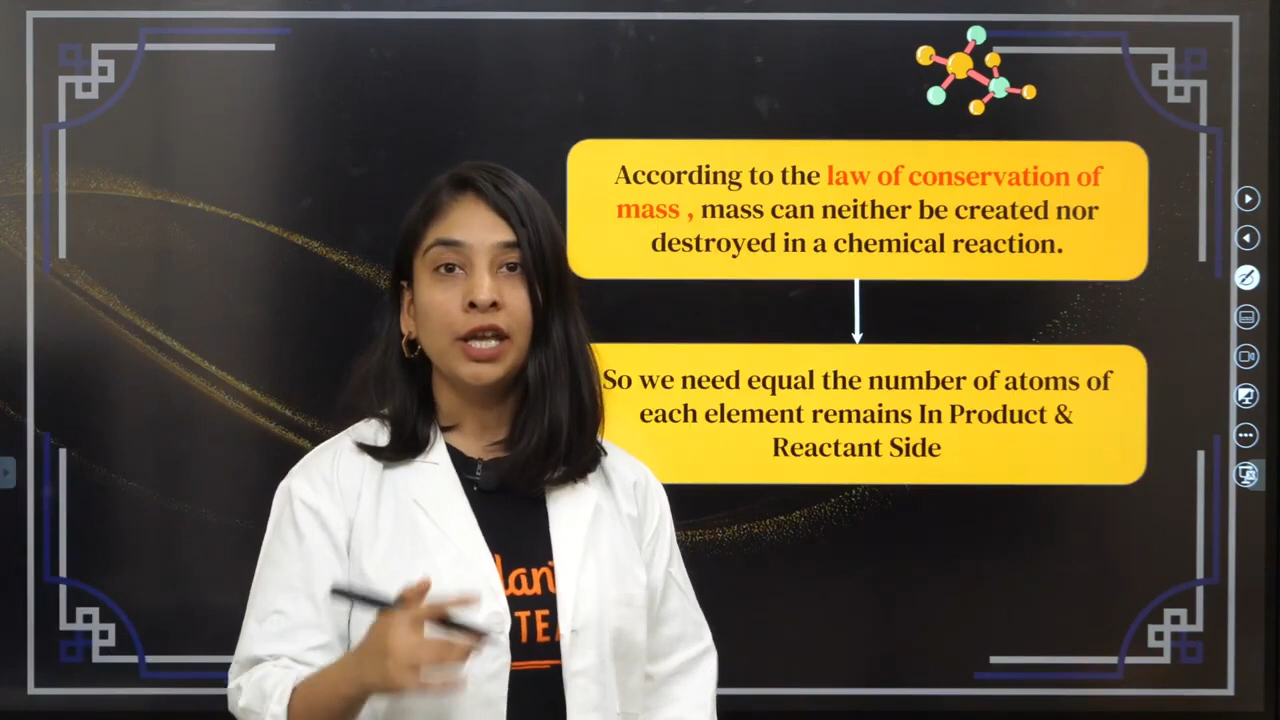 According to the law of conservation of
mass , mass can neither be created nor
destroyed in a chemical reaction.
So we need equal the number of atoms of
each element remains In Product &
Reactant Side